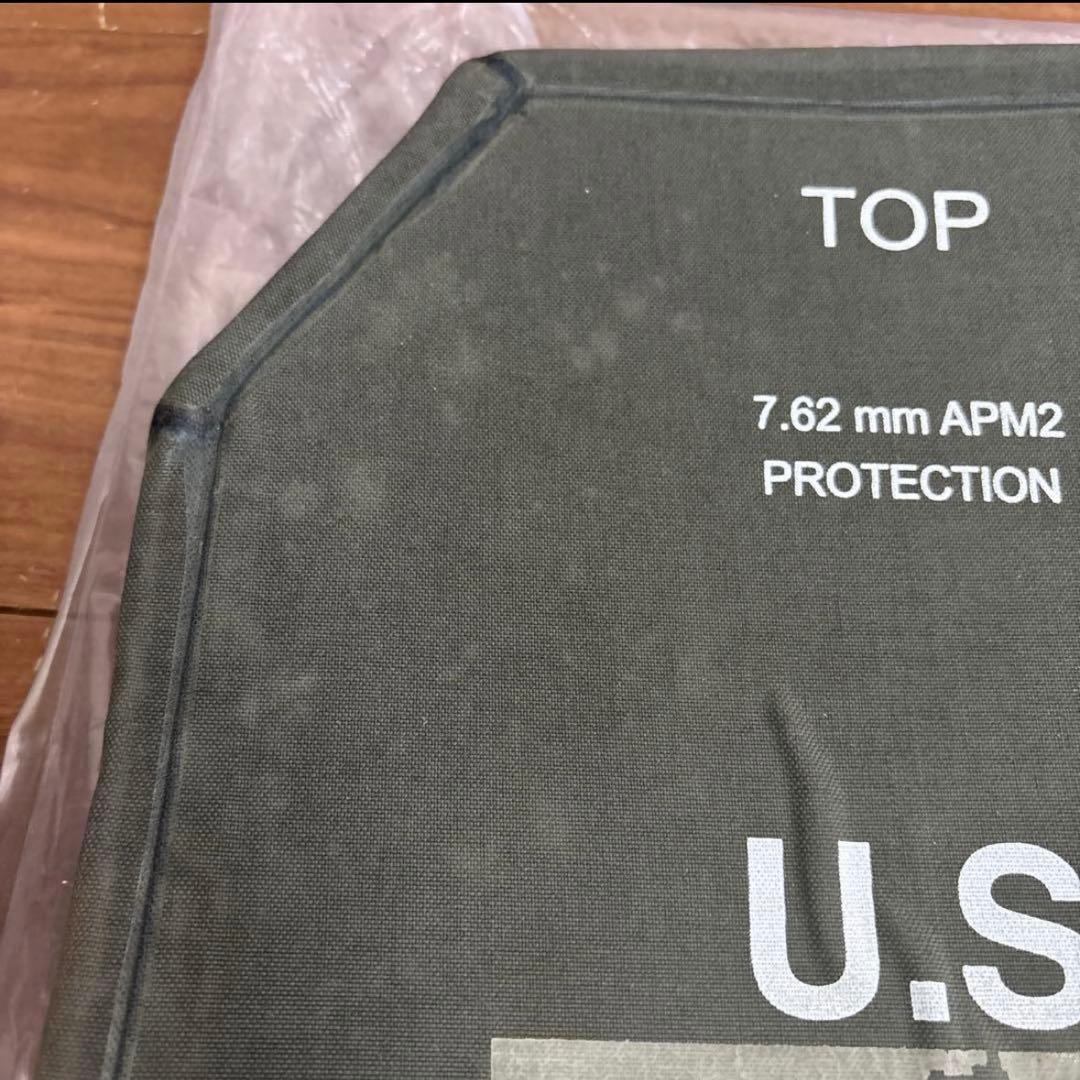 TOP
7.62 mm APM2
PROTECTION
U.S